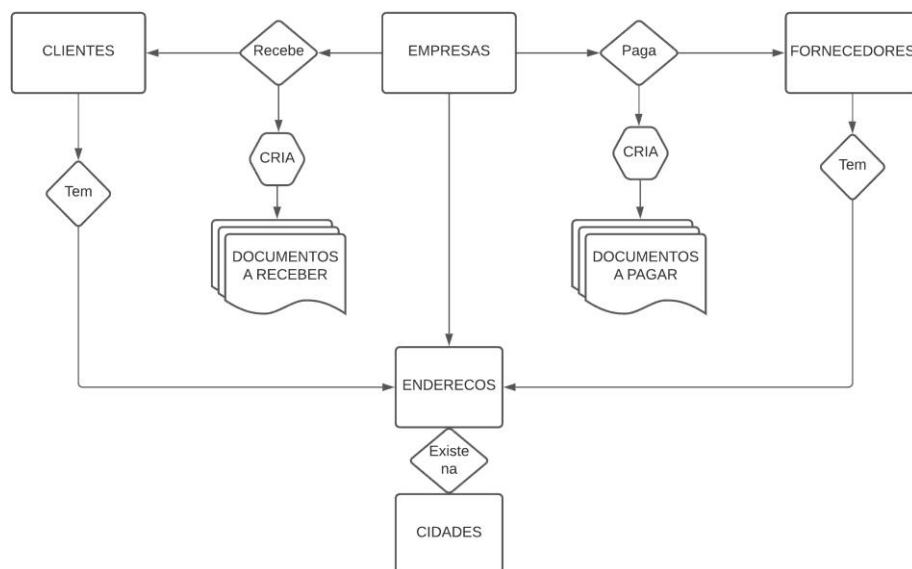 CLIENTES
Recebe
EMPRESAS
Paga
FORNECEDORES
Tem
CRIA
CRIA
Tem
DOCUMENTOS
A RECEBER
DOCUMENTOS
A PAGAR
ENDERECOS
Existe
na
CIDADES